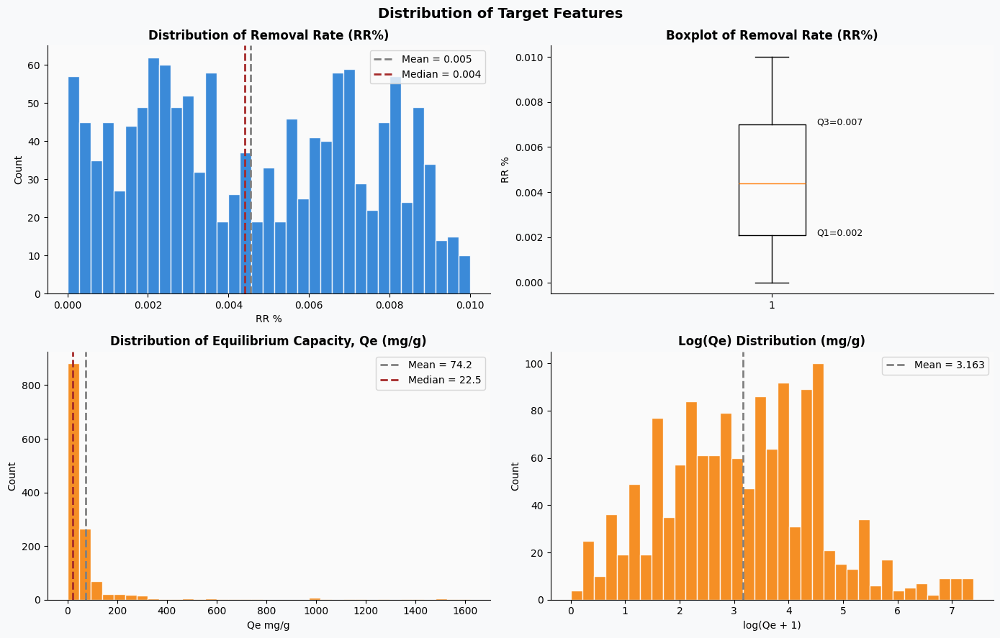 Distribution of Target Features
Distribution of Removal Rate (RR%)
Mean = 0.005
Median = 0.004
60
50
40
30
20
10
0
Count
0.000 0.002 0.004 0.006 0.008 0.010
RR %
Boxplot of Removal Rate (RR%)
0.010
0.008
0.006
0.004
0.002
0.000
RR %
Q3=0.007
Q1=0.002
1
Distribution of Equilibrium Capacity, Qe (mg/g)
Mean = 74.2
Median = 22.5
800
600
400
200
0
Count
0 200 400 600 800 1000 1200 1400 1600
Qe mg/g
Log(Qe) Distribution (mg/g)
Mean = 3.163
100
80
60
40
20
0
Count
0 1 2 3 4 5 6 7
log(Qe + 1)